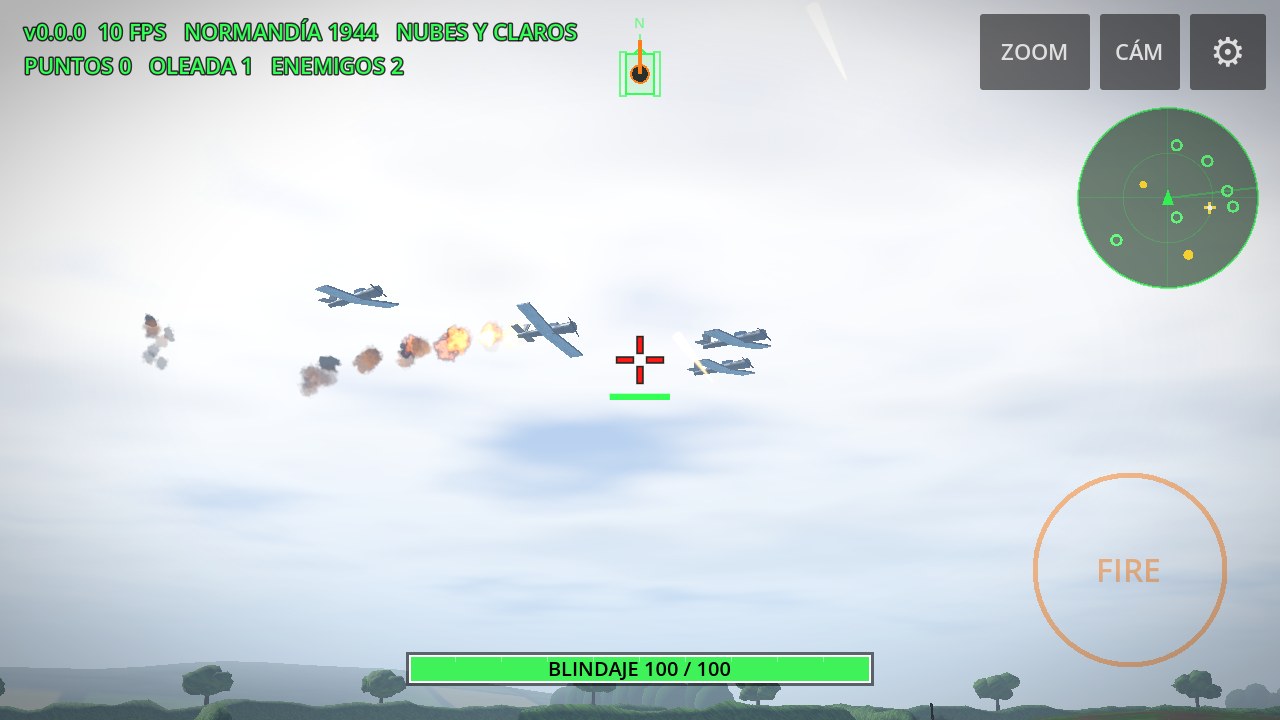 v0.0.0 10 FPS NORMANDÍA 1944 NUBES Y CLAROS
PUNTOS 0 OLEADA 1 ENEMIGOS 2
N
ZOOM
CÁM
FIRE
BLINDAJE 100 / 100